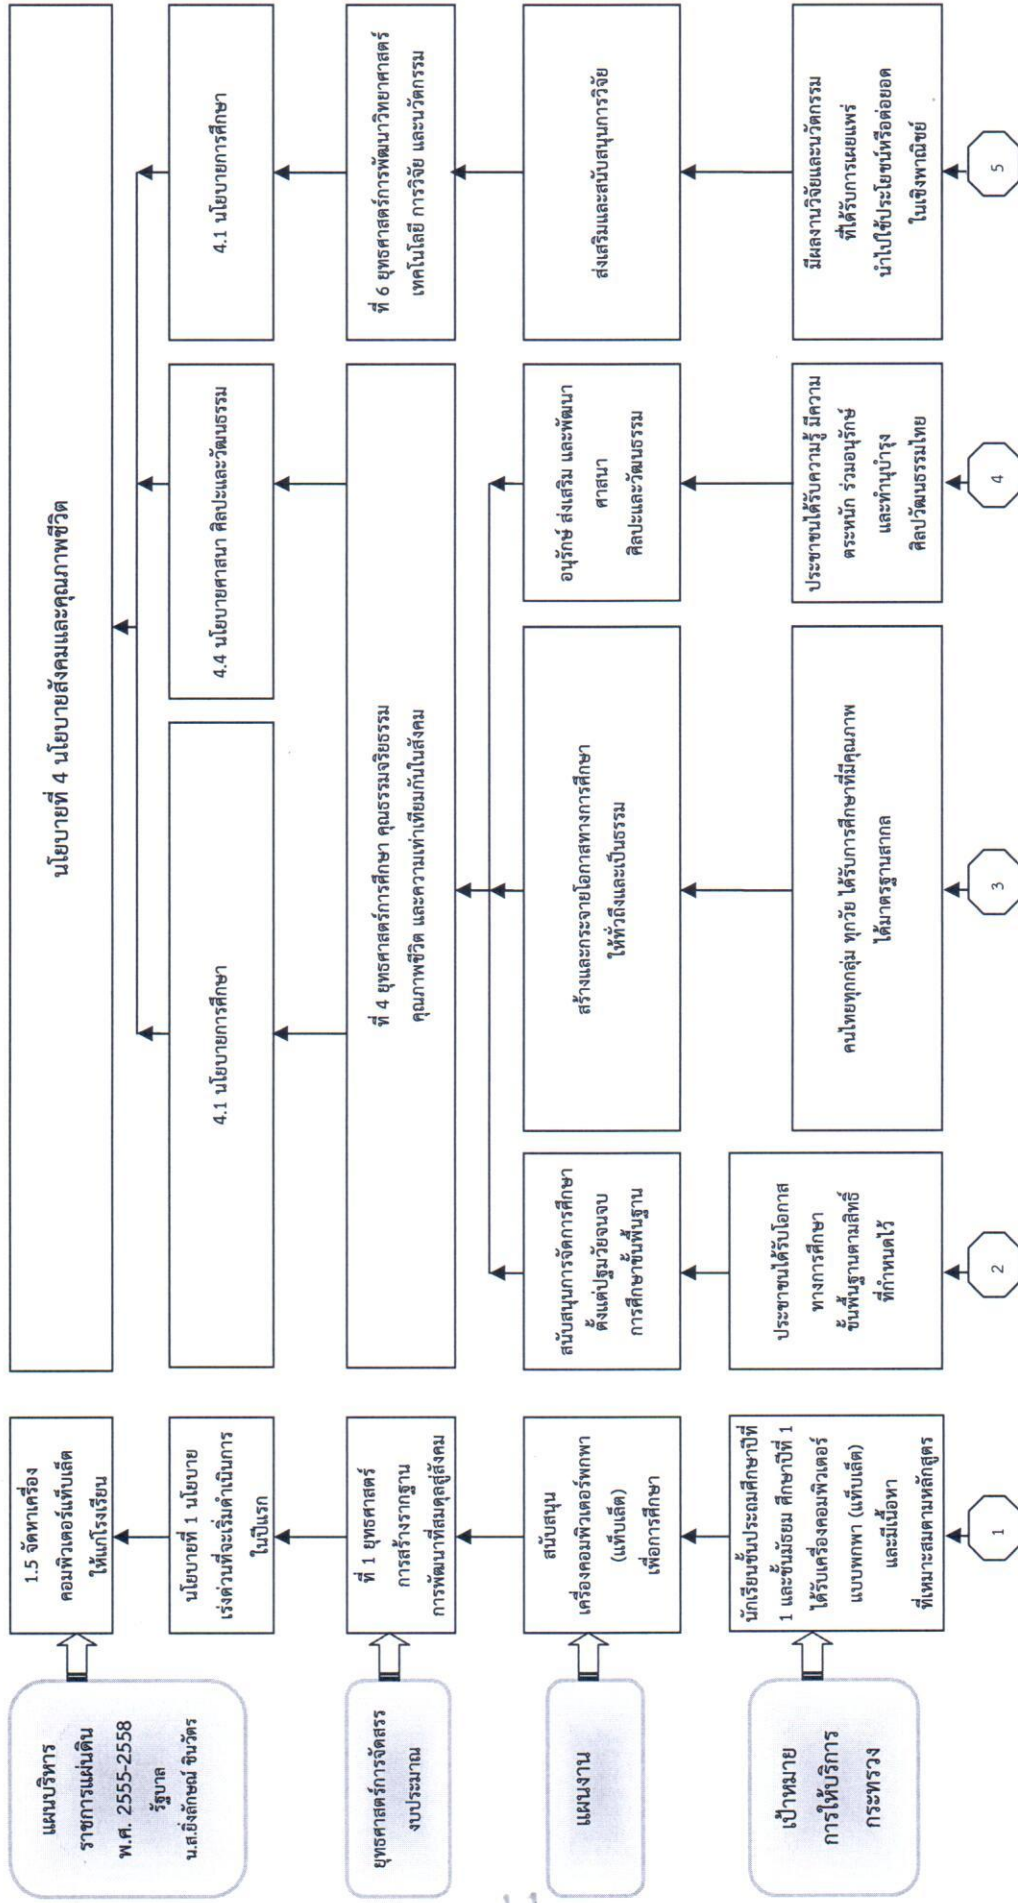 แผนบริหาร
ราชการแผ่นดิน
พ.ศ. 2555-2558
รัฐบาล
น.ส.ยิ่งลักษณ์ ชินวัตร
1.5 จัดหาเครื่อง
คอมพิวเตอร์แท็บเล็ต
ให้แก่โรงเรียน
นโยบายที่ 4 นโยบายสังคมและคุณภาพชีวิต
นโยบายที่ 1 นโยบาย
เร่งด่วนที่จะเริ่มดำเนินการ
ในปีแรก
4.1 นโยบายการศึกษา
4.4 นโยบายศาสนา ศิลปะและวัฒนธรรม
4.1 นโยบายการศึกษา
ยุทธศาสตร์การจัดสรร
งบประมาณ
ที่ 1 ยุทธศาสตร์
การสร้างรากฐาน
การพัฒนาที่สมดุลสู่สังคม
ที่ 4 ยุทธศาสตร์การศึกษา คุณธรรมจริยธรรม
คุณภาพชีวิต และความเท่าเทียมกันในสังคม
ที่ 6 ยุทธศาสตร์การพัฒนาวิทยาศาสตร์
เทคโนโลยี การวิจัย และนวัตกรรม
แผนงาน
สนับสนุน
เครื่องคอมพิวเตอร์พกพา
(แท็บเล็ต)
เพื่อการศึกษา
สนับสนุนการจัดการศึกษา
ตั้งแต่ปฐมวัยจนจบ
การศึกษาขั้นพื้นฐาน
สร้างและกระจายโอกาสทางการศึกษา
ให้ทั่วถึงและเป็นธรรม
อนุรักษ์ ส่งเสริม และพัฒนา
ศาสนา
ศิลปะและวัฒนธรรม
ส่งเสริมและสนับสนุนการวิจัย
เป้าหมาย
การให้บริการ
กระทรวง
นักเรียนชั้นประถมศึกษาปีที่
1 และชั้นมัธยม ศึกษาปีที่ 1
ได้รับเครื่องคอมพิวเตอร์
แบบพกพา (แท็บเล็ต)
และมีเนื้อหา
ที่เหมาะสมตามหลักสูตร
ประชาชนได้รับโอกาส
ทางการศึกษา
ขั้นพื้นฐานตามสิทธิ์
ที่กำหนดไว้
คนไทยทุกกลุ่ม ทุกวัย ได้รับการศึกษาที่มีคุณภาพ
ได้มาตรฐานสากล
ประชาชนได้รับความรู้ มีความ
ตระหนัก ร่วมอนุรักษ์
และทำนุบำรุง
ศิลปวัฒนธรรมไทย
มีผลงานวิจัยและนวัตกรรม
ที่ได้รับการเผยแพร่
นำไปใช้ประโยชน์หรือต่อยอด
ในเชิงพาณิชย์
1
2
3
4
5